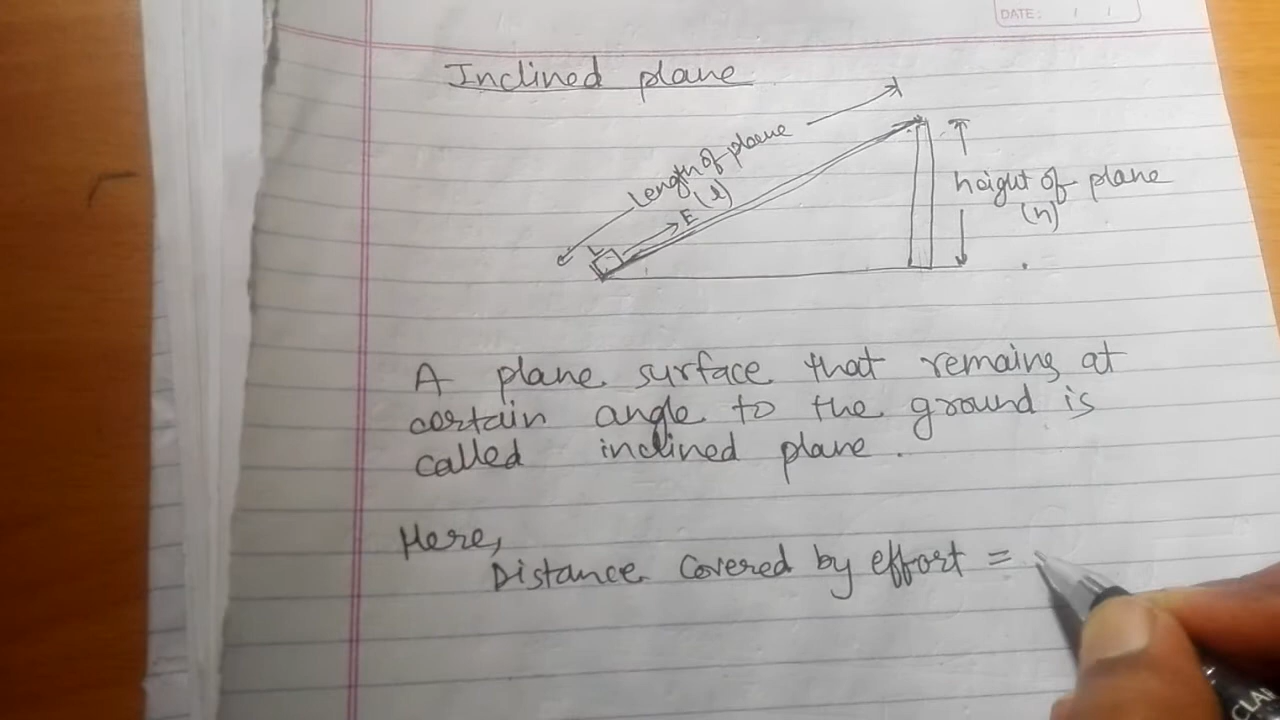 DATE: / /
Inclined plane
length of plane
(l)
E
L
height of plane
(h)
A plane surface that remains at
certain angle to the ground is
called inclined plane.
Here,
Distance covered by effort =
CLA